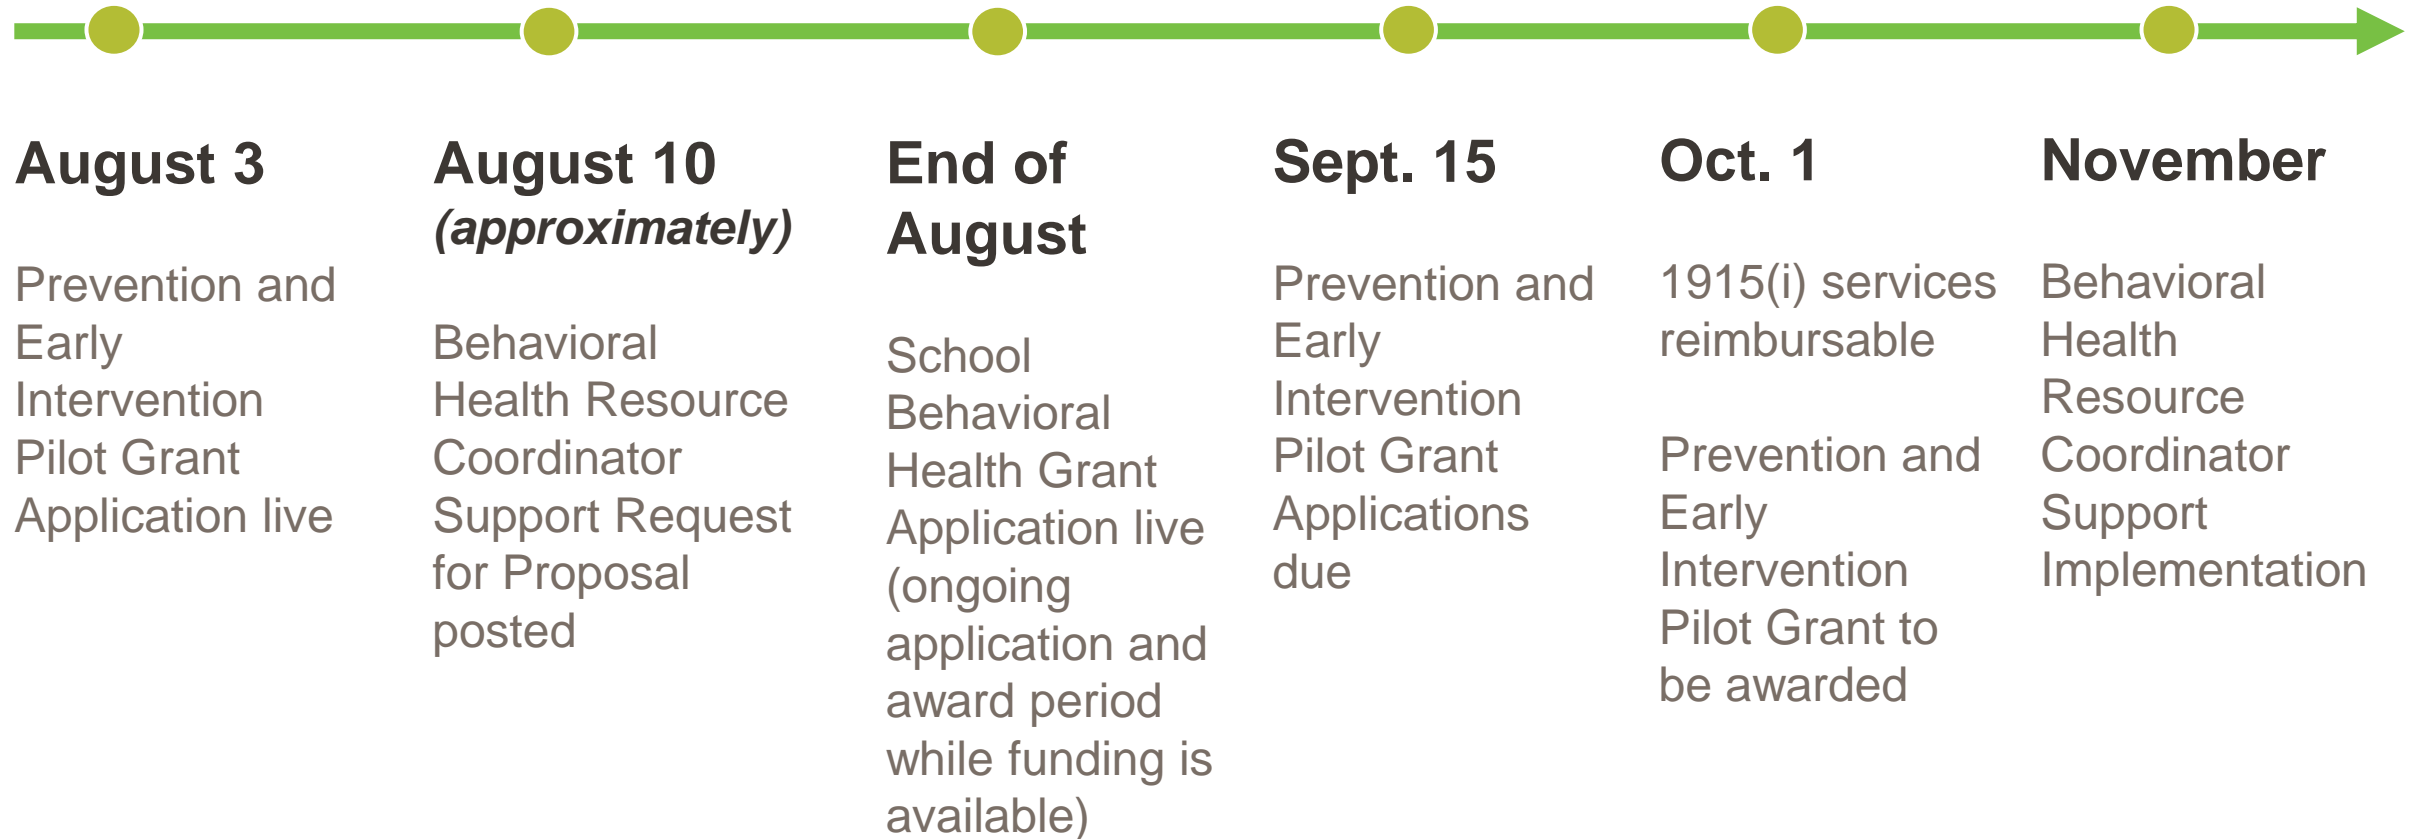 August 3
Prevention and
Early
Intervention
Pilot Grant
Application live
August 10
(approximately)
Behavioral
Health Resource
Coordinator
Support Request
for Proposal
posted
End of
August
School
Behavioral
Health Grant
Application live
(ongoing
application and
award period
while funding is
available)
Sept. 15
Prevention and
Early
Intervention
Pilot Grant
Applications
due
Oct. 1
1915(i) services
reimbursable
Prevention and
Early
Intervention
Pilot Grant to
be awarded
November
Behavioral
Health
Resource
Coordinator
Support
Implementation